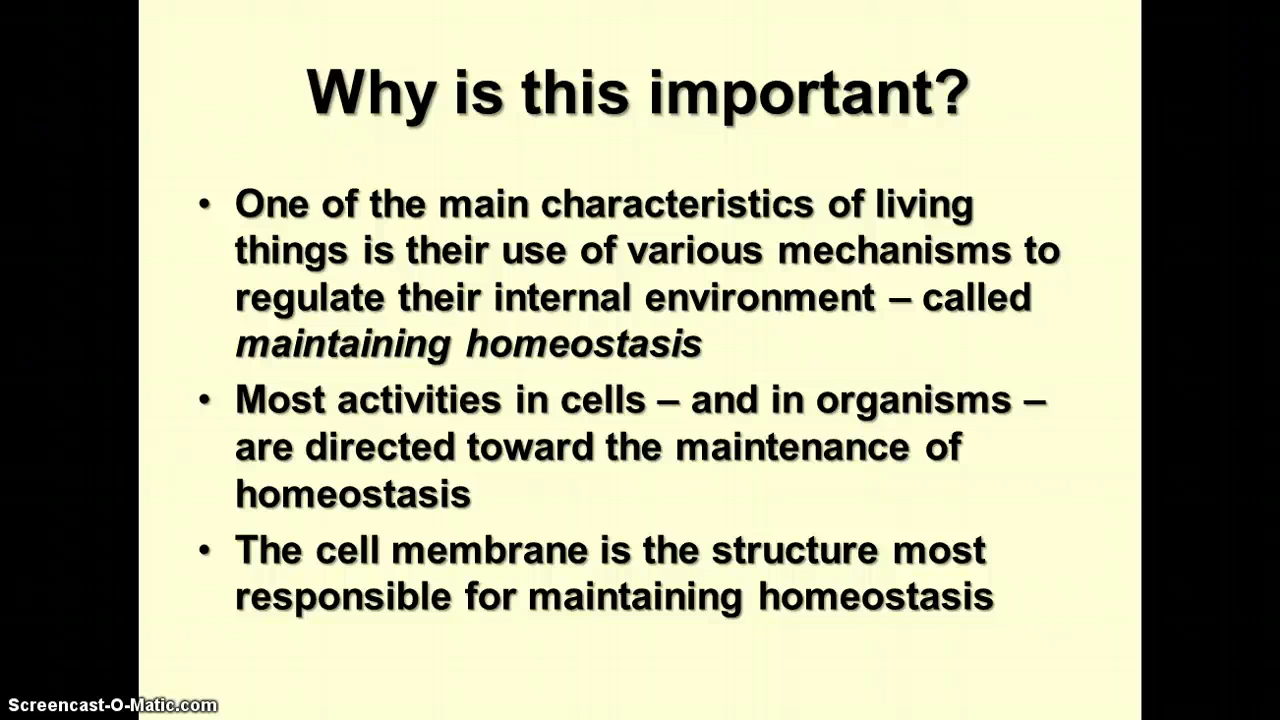 Why is this important?
• One of the main characteristics of living
things is their use of various mechanisms to
regulate their internal environment – called
maintaining homeostasis
• Most activities in cells – and in organisms –
are directed toward the maintenance of
homeostasis
• The cell membrane is the structure most
responsible for maintaining homeostasis
Screencast-O-Matic.com